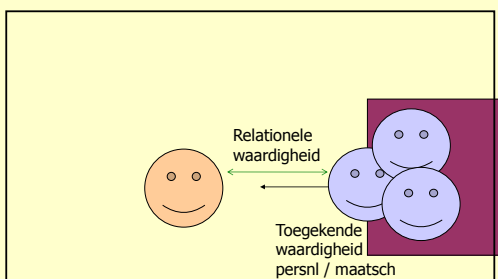 Relationele
waardigheid
Toegekende
waardigheid
persnl / maatsch